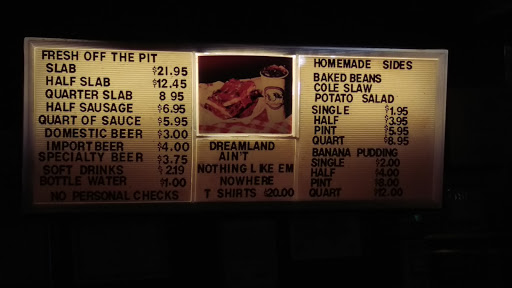 FRESH OFF THE PIT
SLAB $21.95
HALF SLAB $12.45
QUARTER SLAB 8 95
HALF SAUSAGE $6.95
QUART OF SAUCE $5.95
DOMESTIC BEER $3.00
IMPORT BEER $4.00
SPECIALTY BEER $3.75
SOFT DRINKS $2.19
BOTTLE WATER $1.00
NO PERSONAL CHECKS
DREAMLAND
AIN'T
NOTHING LIKE EM
NOWHERE
T SHIRTS $20.00
HOMEMADE SIDES
BAKED BEANS
COLE SLAW
POTATO SALAD
SINGLE $1.95
HALF $3.95
PINT $5.95
QUART $8.95
BANANA PUDDING
SINGLE $2.00
HALF $4.00
PINT $8.00
QUART $12.00